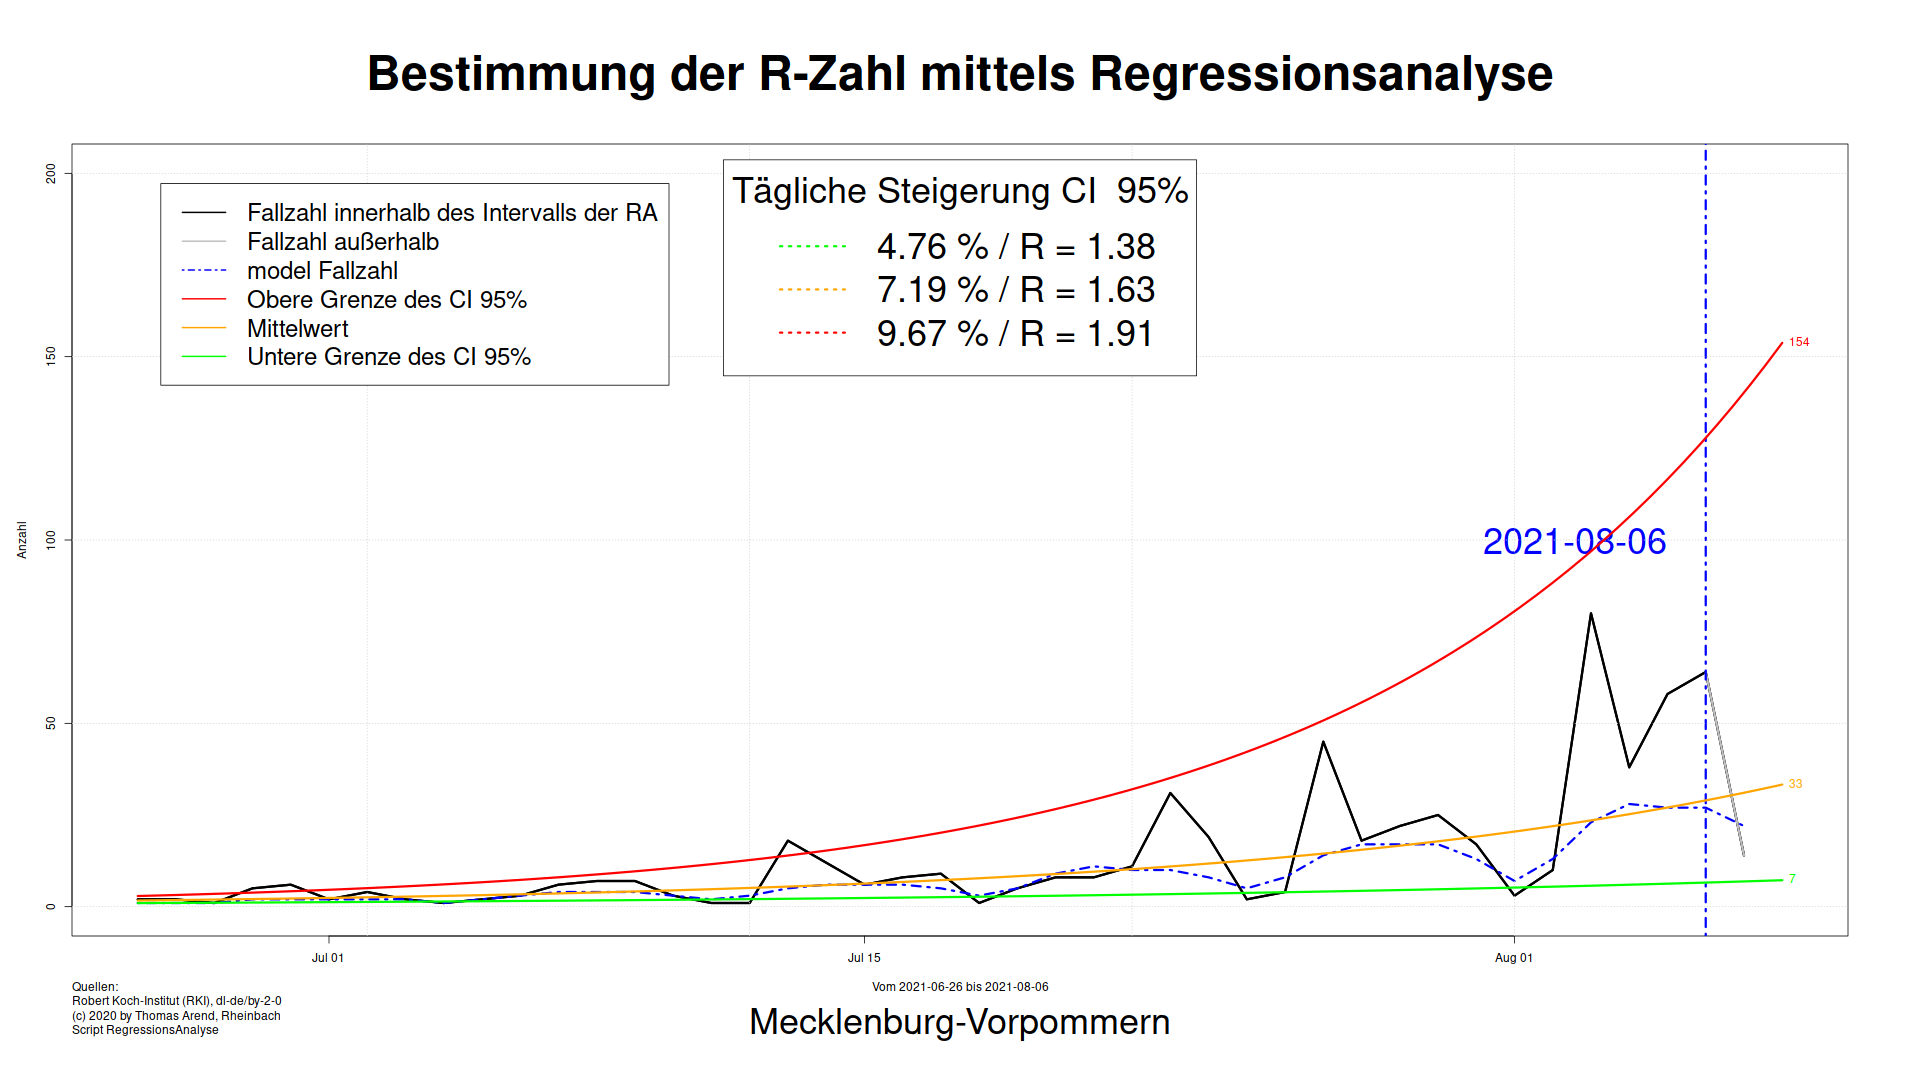 Bestimmung der R-Zahl mittels Regressionsanalyse
Fallzahl innerhalb des Intervalls der RA
Fallzahl außerhalb
model Fallzahl
Obere Grenze des CI 95%
Mittelwert
Untere Grenze des CI 95%
Tägliche Steigerung CI  95%
4.76 % / R = 1.38
7.19 % / R = 1.63
9.67 % / R = 1.91
200
150
100
50
0
Anzahl
2021-08-06
154
33
7
Jul 01
Jul 15
Aug 01
Quellen:
Robert Koch-Institut (RKI), dl-de/by-2-0
(c) 2020 by Thomas Arend, Rheinbach
Script RegressionsAnalyse
Vom 2021-06-26 bis 2021-08-06
Mecklenburg-Vorpommern